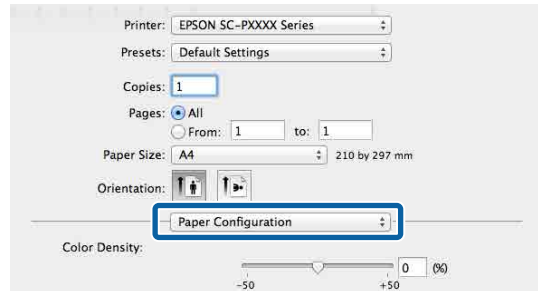 Printer: EPSON SC-PXXXX Series
Presets: Default Settings
Copies: 1
Pages: All
From: 1 to: 1
Paper Size: A4 210 by 297 mm
Orientation:
Paper Configuration
Color Density:
0 (%)
-50 +50